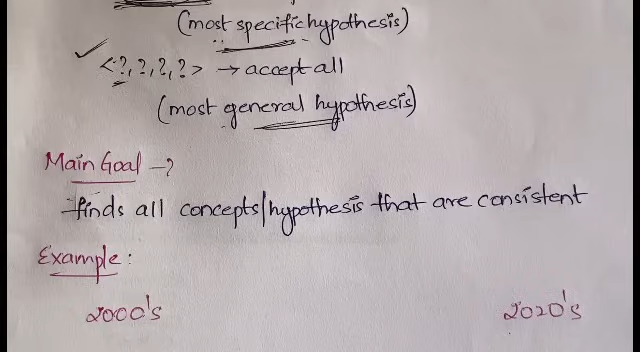 (most specific hypothesis)
<?, ?, ?, ?> → accept all
(most general hypothesis)
Main Goal →?
finds all concepts/hypothesis that are consistent
Example:
2000's 2020's